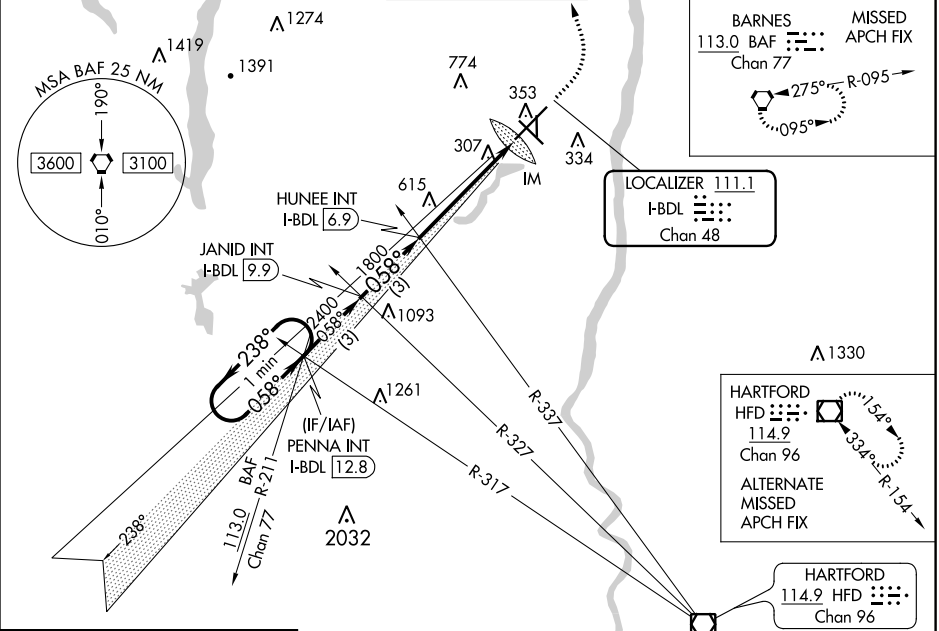 1274
1419
1391
MSA BAF 25 NM
190°
3600
3100
010°
774
353
307
334
IM
615
BARNES
113.0 BAF
Chan 77
MISSED
APCH FIX
275°
R-095
095°
LOCALIZER 111.1
I-BDL
Chan 48
HUNEE INT
I-BDL 6.9
JANID INT
I-BDL 9.9
1800
058°
(3)
2400
058°
(3)
1093
238°
1 min
058°
1261
(IF/IAF)
PENNA INT
I-BDL 12.8
R-337
R-327
R-317
BAF
R-211
113.0
Chan 77
238°
2032
1330
HARTFORD
HFD
114.9
Chan 96
154°
334°
R-154
ALTERNATE
MISSED
APCH FIX
HARTFORD
114.9 HFD
Chan 96